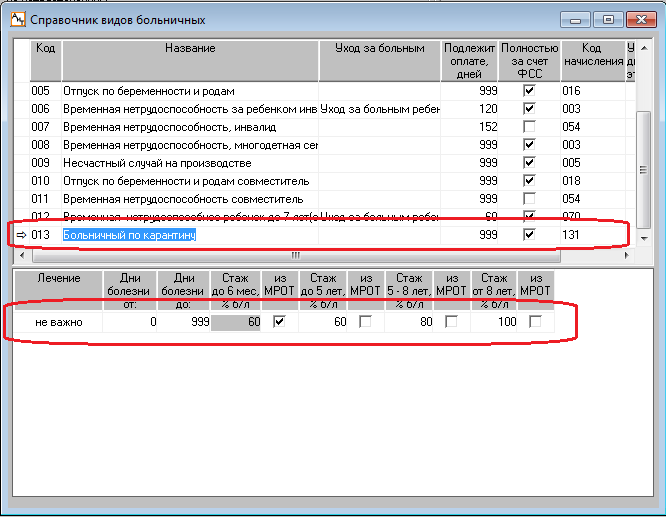 Справочник видов больничных
Код Название Уход за больным Подлежит оплате, дней Полностью за счет ФСС Код начисления
005 Отпуск по беременности и родам 999 016
006 Временная нетрудоспособность за ребенком инв Уход за больным ребен 120 003
007 Временная нетрудоспособность, инвалид 152 054
008 Временная нетрудоспособность, многодетная сем 999 003
009 Несчастный случай на производстве 999 005
010 Отпуск по беременности и родам совместитель 999 018
011 Временная нетрудоспособность совместитель 999 054
012 Временная нетрудоспособнос ребенок до 7 лет(о Уход за больным ребен 60 070
013 Больничный по карантину 999 131
Лечение Дни болезни от: Дни болезни до: Стаж до 6 мес, % б/л из МРОТ Стаж до 5 лет, % б/л из МРОТ Стаж 5 - 8 лет, % б/л из МРОТ Стаж от 8 лет, % б/л из МРОТ
не важно 0 999 60 60 80 100